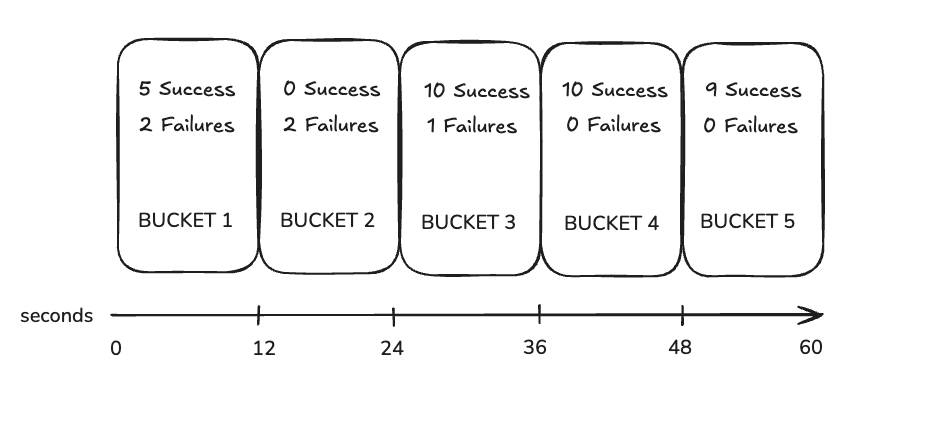 5 Success
2 Failures
BUCKET 1
0 Success
2 Failures
BUCKET 2
10 Success
1 Failures
BUCKET 3
10 Success
0 Failures
BUCKET 4
9 Success
0 Failures
BUCKET 5
seconds
0 12 24 36 48 60